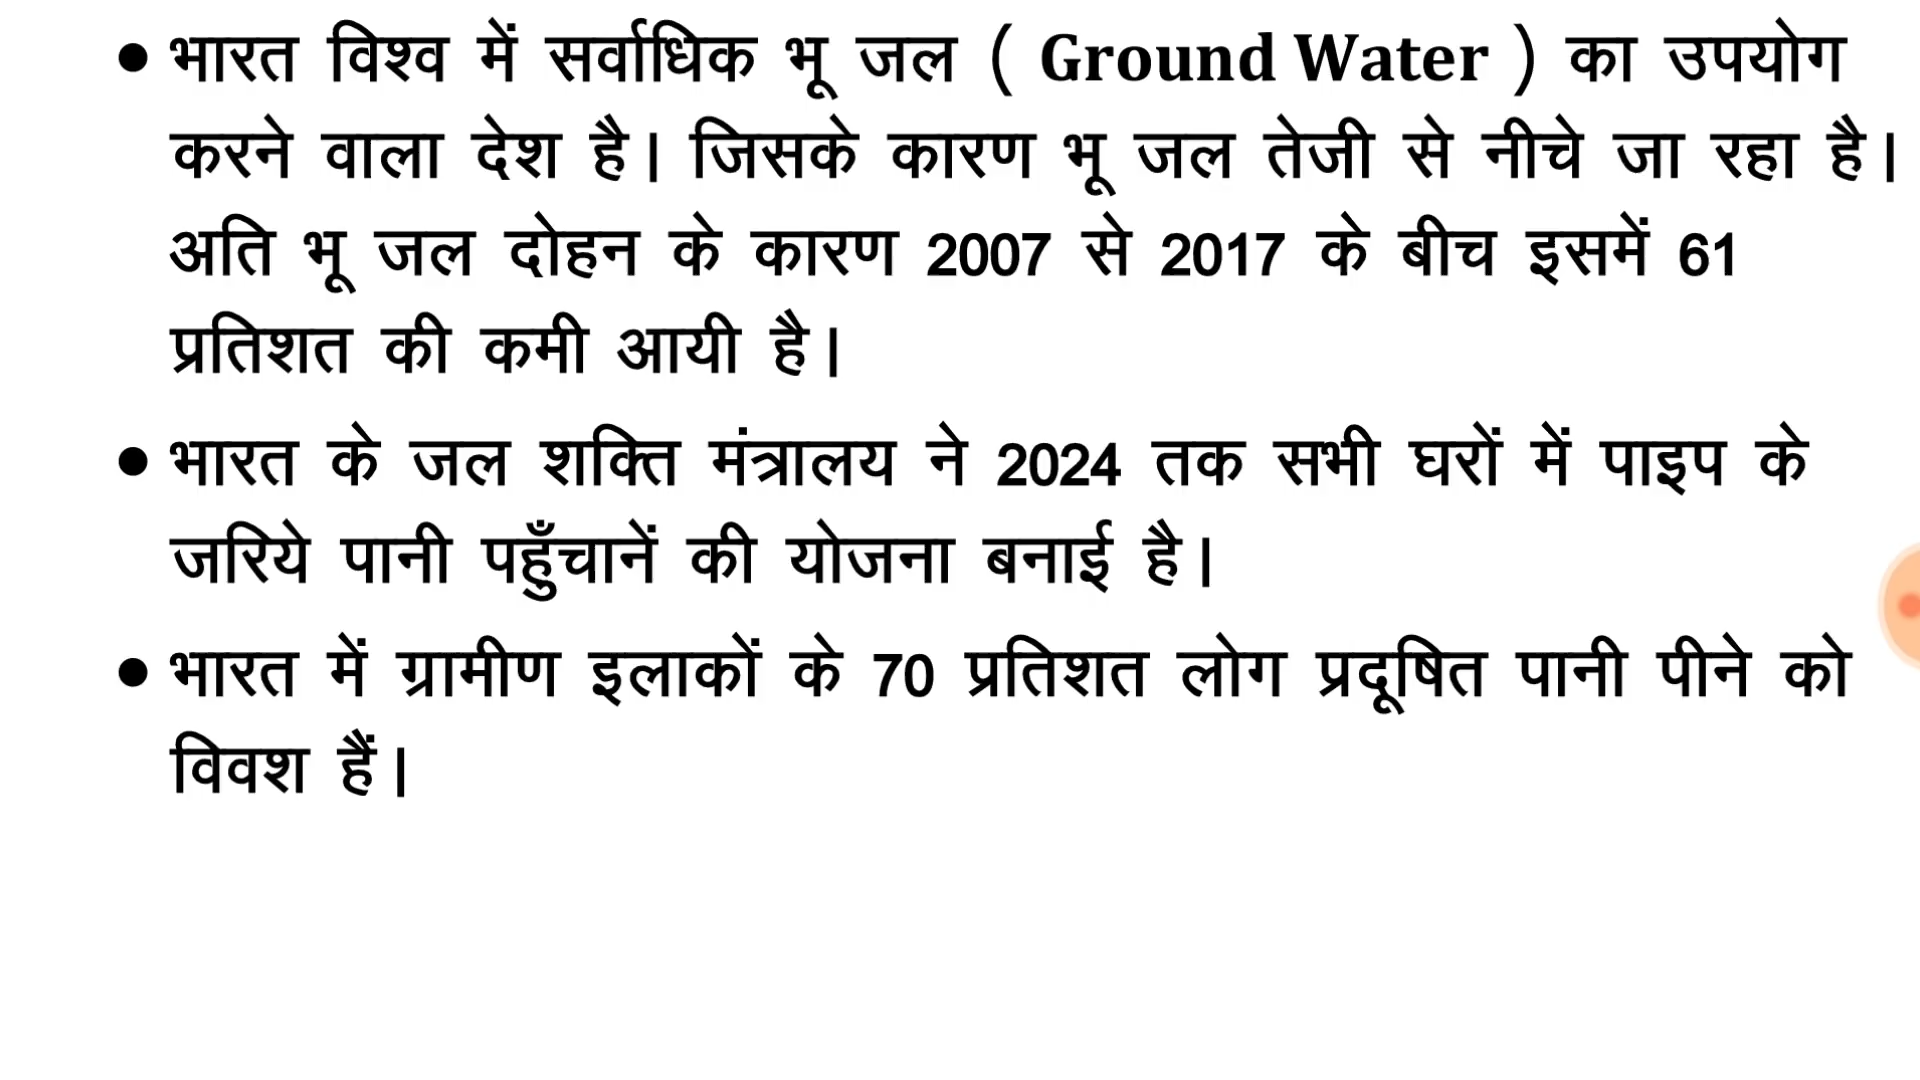 • भारत विश्व में सर्वाधिक भू जल ( Ground Water ) का उपयोग
करने वाला देश है। जिसके कारण भू जल तेजी से नीचे जा रहा है।
अति भू जल दोहन के कारण 2007 से 2017 के बीच इसमें 61
प्रतिशत की कमी आयी है।
• भारत के जल शक्ति मंत्रालय ने 2024 तक सभी घरों में पाइप के
जरिये पानी पहुँचानें की योजना बनाई है।
• भारत में ग्रामीण इलाकों के 70 प्रतिशत लोग प्रदूषित पानी पीने को
विवश हैं।